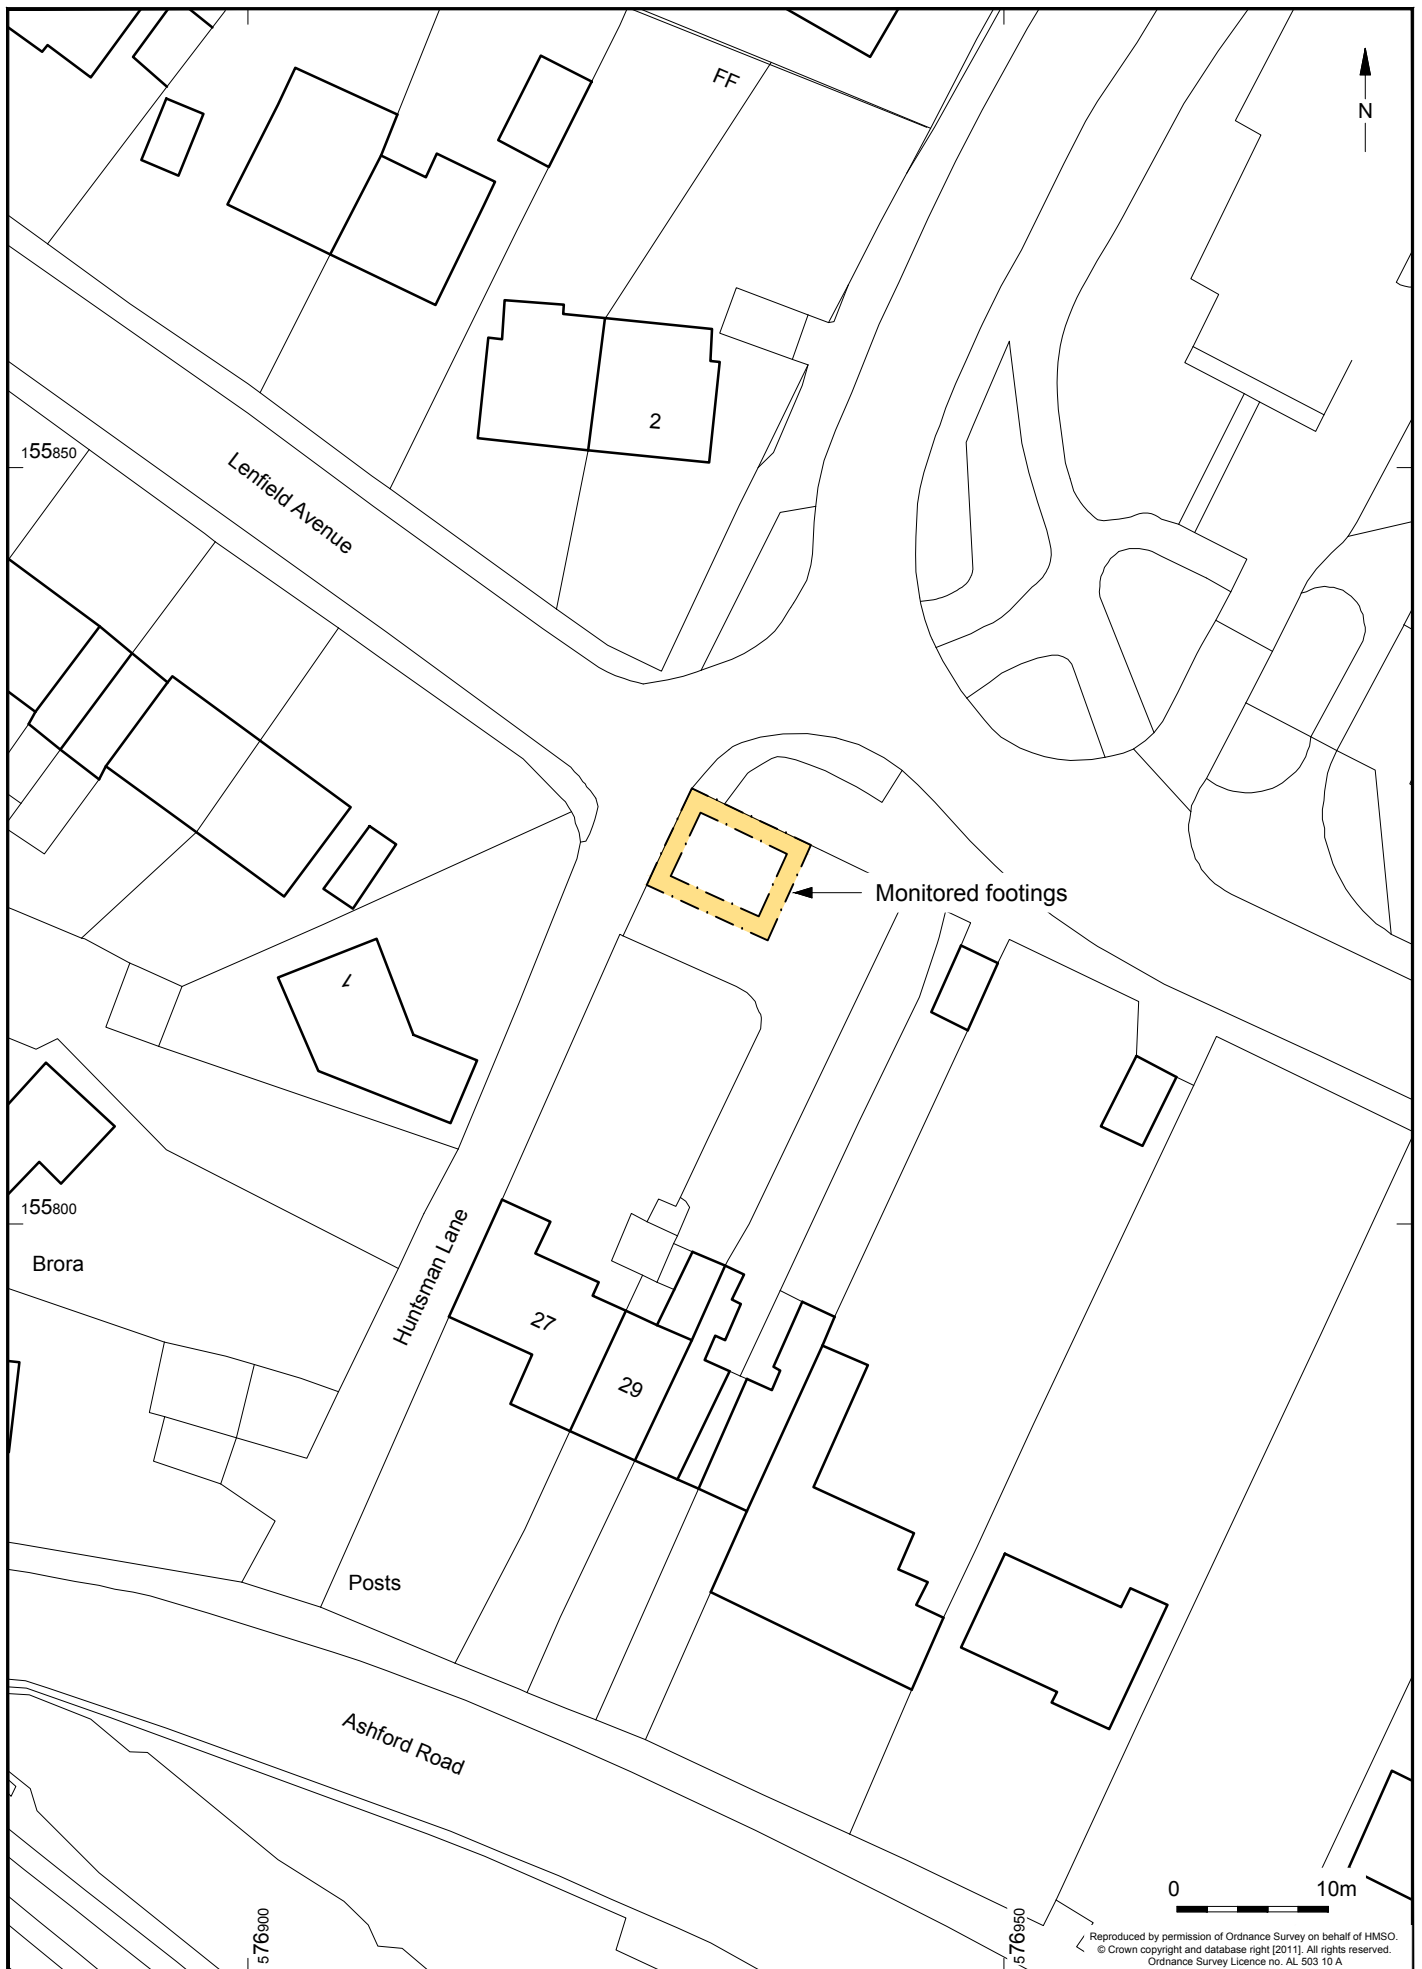 FF
N
2
155850
Lenfield Avenue
Monitored footings
1
155800
Brora
Huntsman Lane
27
29
Posts
Ashford Road
0 10m
576900
576950
Reproduced by permission of Ordnance Survey on behalf of HMSO.
© Crown copyright and database right [2011]. All rights reserved.
Ordnance Survey Licence no. AL 503 10 A